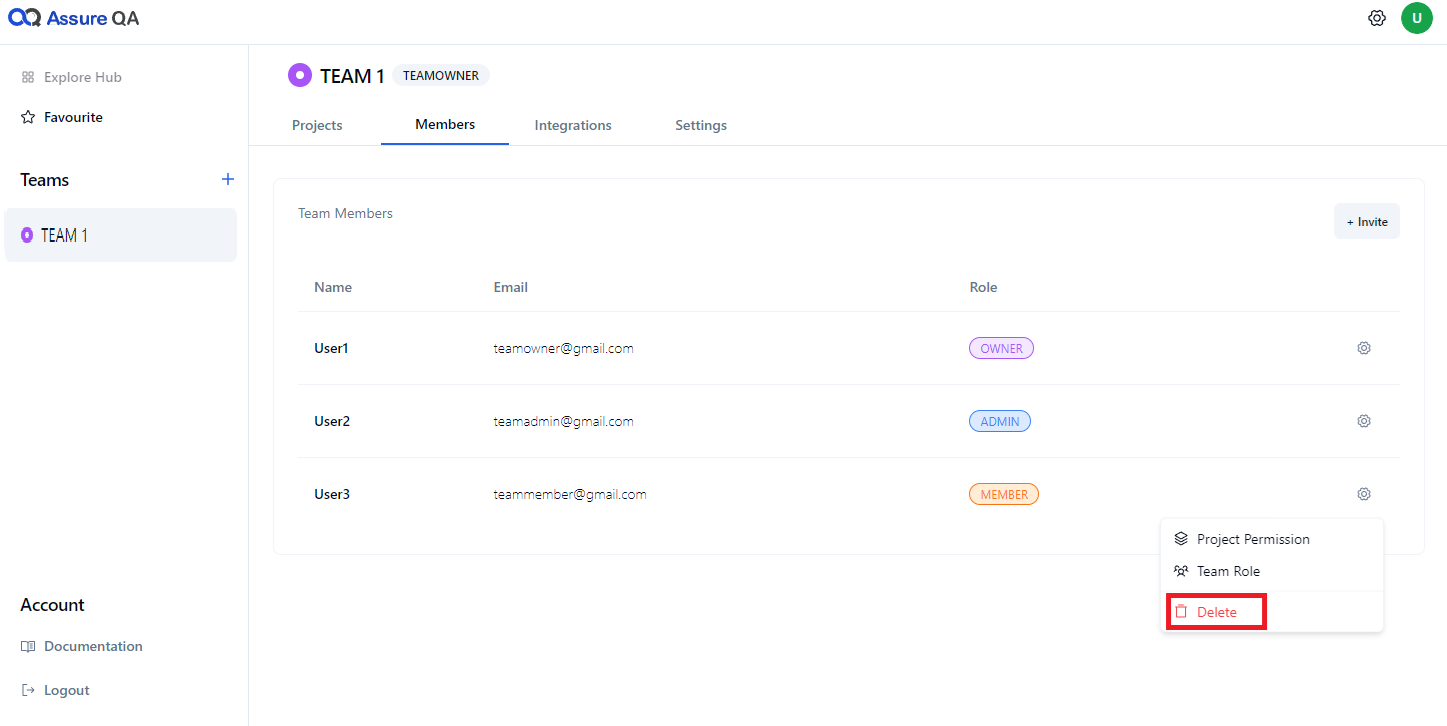 Assure QA
U
Explore Hub
Favourite
Teams
+
TEAM 1
Account
Documentation
Logout
TEAM 1 TEAMOWNER
Projects Members Integrations Settings
Team Members
+ Invite
Name Email Role
User1 teamowner@gmail.com OWNER
User2 teamadmin@gmail.com ADMIN
User3 teammember@gmail.com MEMBER
Project Permission
Team Role
Delete